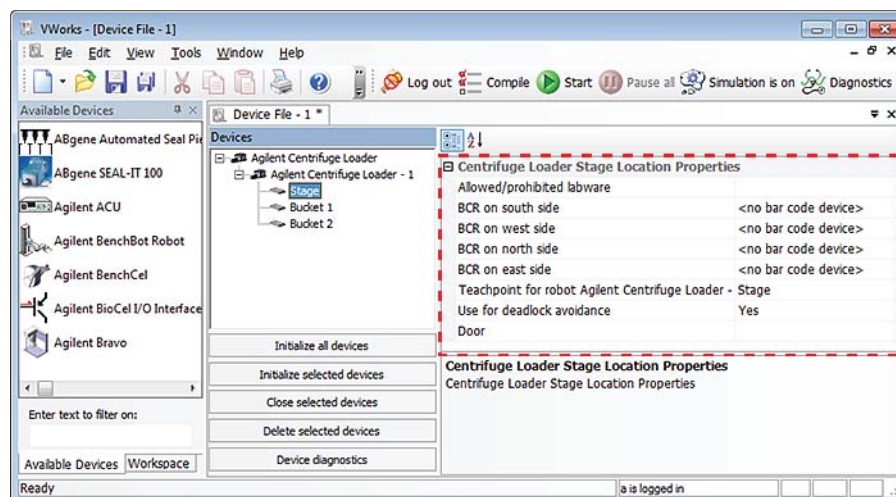 VWorks - [Device File - 1]
File Edit View Tools Window Help
Log out Compile Start Pause all Simulation is on Diagnostics
Available Devices
ABgene Automated Seal Pie
ABgene SEAL-IT 100
Agilent ACU
Agilent BenchBot Robot
Agilent BenchCel
Agilent BioCel I/O Interface
Agilent Bravo
Enter text to filter on:
Available Devices Workspace
Device File - 1 *
Devices
Agilent Centrifuge Loader
Agilent Centrifuge Loader - 1
Stage
Bucket 1
Bucket 2
Initialize all devices
Initialize selected devices
Close selected devices
Delete selected devices
Device diagnostics
Centrifuge Loader Stage Location Properties
Allowed/prohibited labware
BCR on south side <no bar code device>
BCR on west side <no bar code device>
BCR on north side <no bar code device>
BCR on east side <no bar code device>
Teachpoint for robot Agilent Centrifuge Loader - Stage
Use for deadlock avoidance Yes
Door
Centrifuge Loader Stage Location Properties
Centrifuge Loader Stage Location Properties
Ready a is logged in